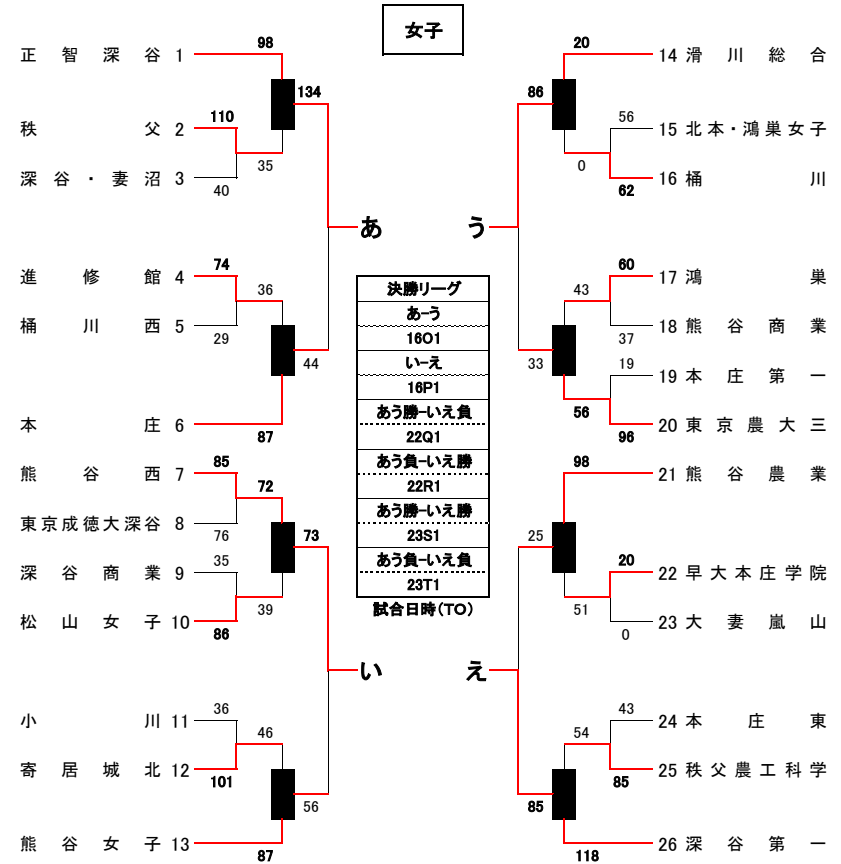 女子
正智深谷 1 98
134
秩父 2 110
35
深谷・妻沼 3 40
あ
進修館 4 74
36
桶川西 5 29
44
本庄 6 87
熊谷西 7 85
72
東京成徳大深谷 8 76
73
深谷商業 9 35
39
松山女子 10 86
い
小川 11 36
46
寄居城北 12 101
56
熊谷女子 13 87
決勝リーグ
あ-う
16O1
い-え
16P1
あう勝-いえ負
22Q1
あう負-いえ勝
22R1
あう勝-いえ勝
23S1
あう負-いえ負
23T1
試合日時(TO)
20 14 滑川総合
86
56 15 北本・鴻巣女子
0
62 16 桶川
う
60 17 鴻巣
43
37 18 熊谷商業
33
19 19 本庄第一
56
96 20 東京農大三
98 21 熊谷農業
25
20 22 早大本庄学院
51
0 23 大妻嵐山
え
43 24 本庄東
54
85 25 秩父農工科学
85
118 26 深谷第一